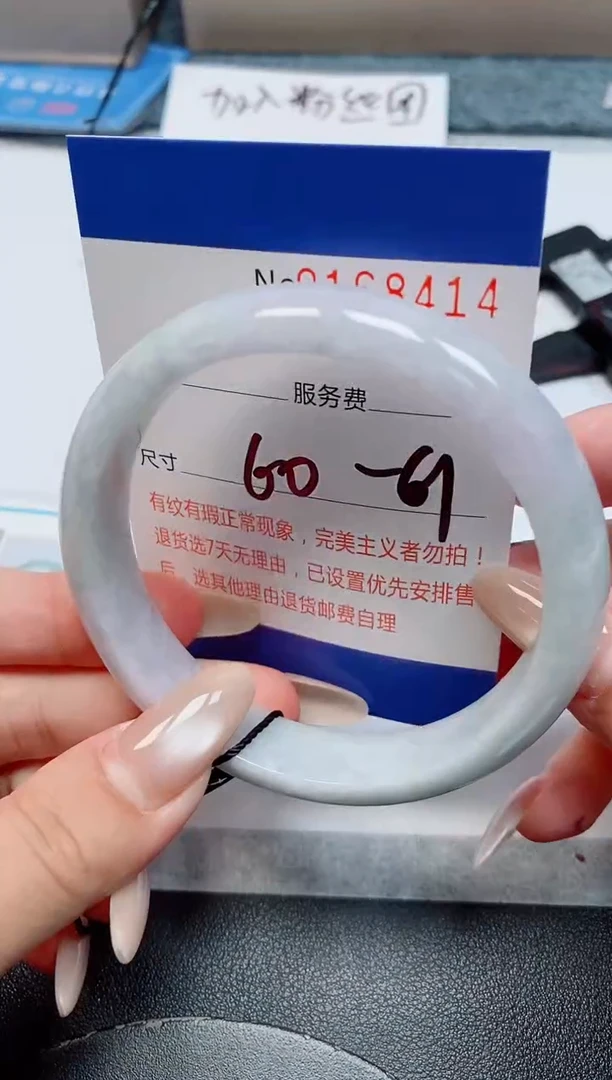 加入粉丝团
No 0168414
服务费
尺寸 60-61
有纹有瑕正常现象，完美主义者勿拍！
退货选7天无理由，已设置优先安排售
后，选其他理由退货邮费自理